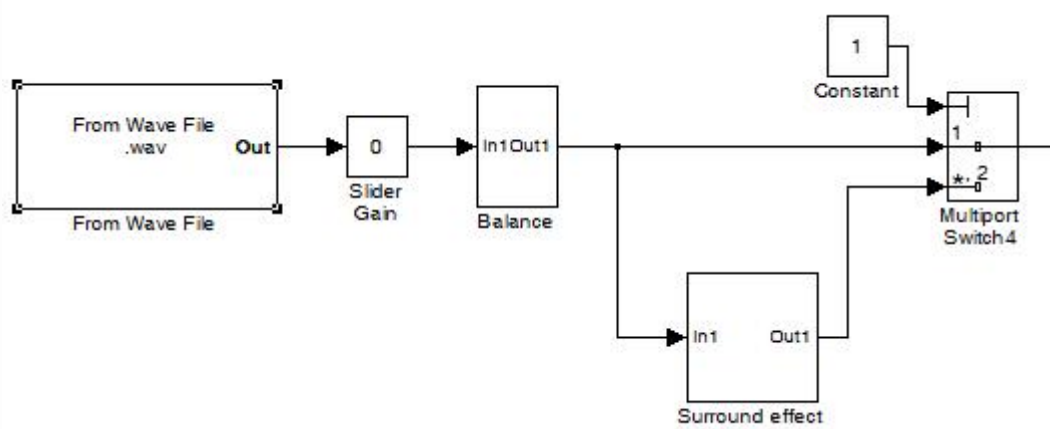 1
Constant
From Wave File
.wav
Out
0
In1 Out1
1
*, 2
Slider
Gain
From Wave File
Balance
Multiport
Switch4
In1
Out1
Surround effect